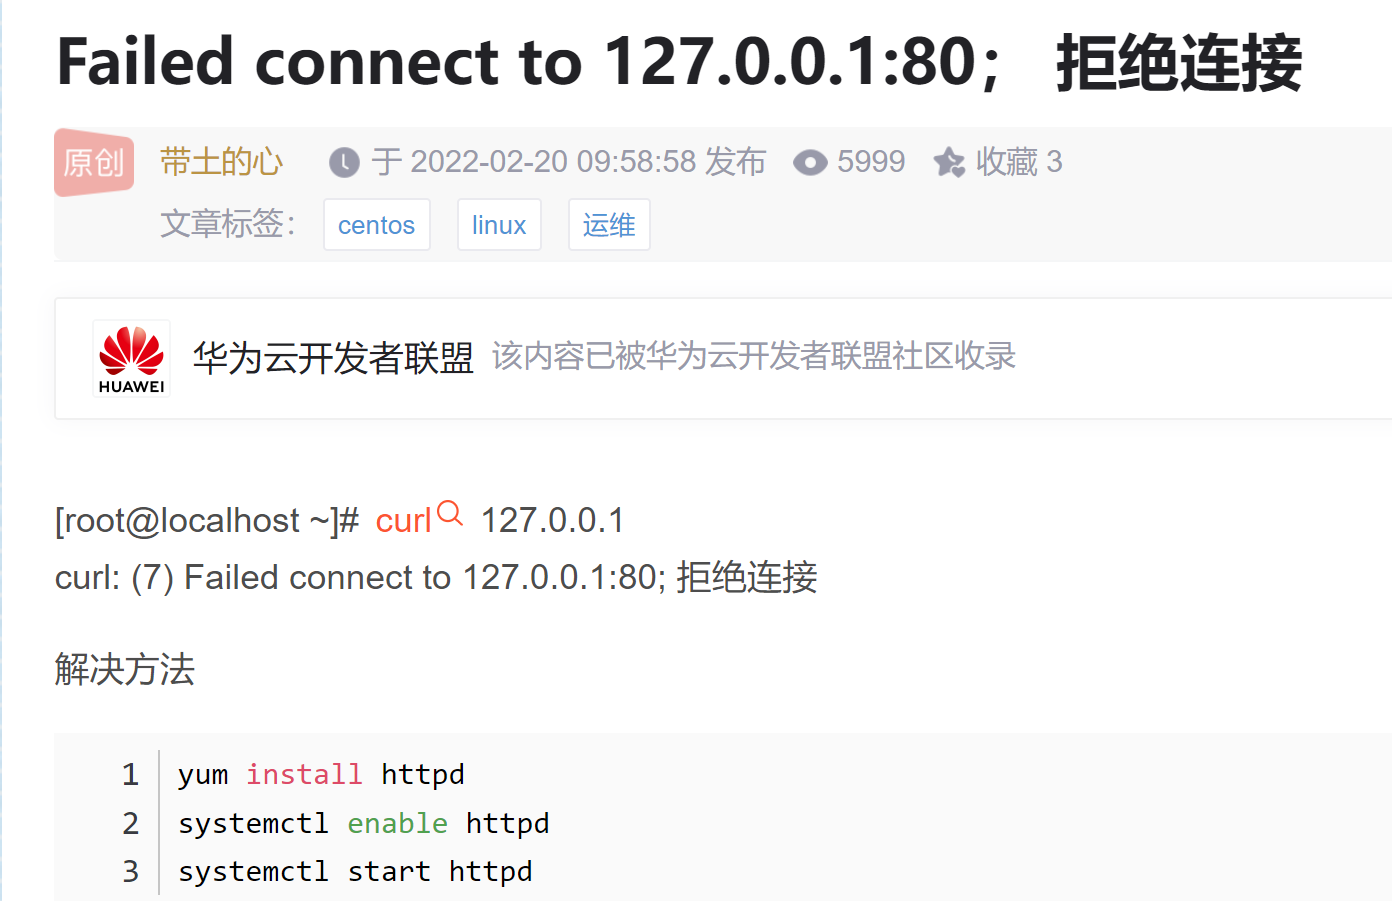 Failed connect to 127.0.0.1:80； 拒绝连接
原创 带土的心 于 2022-02-20 09:58:58 发布 5999 收藏 3
文章标签： centos linux 运维
HUAWEI 华为云开发者联盟 该内容已被华为云开发者联盟社区收录
[root@localhost ~]# curl 127.0.0.1
curl: (7) Failed connect to 127.0.0.1:80; 拒绝连接
解决方法
1 yum install httpd
2 systemctl enable httpd
3 systemctl start httpd